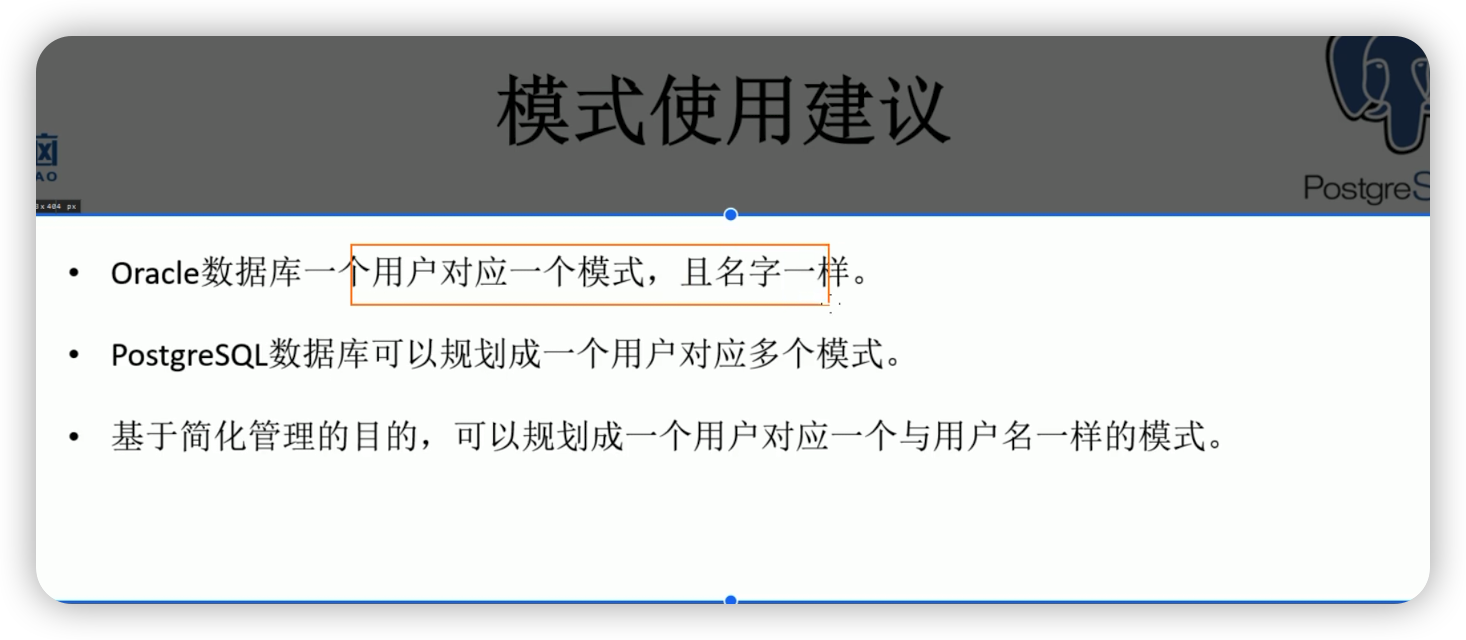 模式使用建议
AO
PostgreS
x 404 px
• Oracle数据库一个用户对应一个模式，且名字一样。
• PostgreSQL数据库可以规划成一个用户对应多个模式。
• 基于简化管理的目的，可以规划成一个用户对应一个与用户名一样的模式。